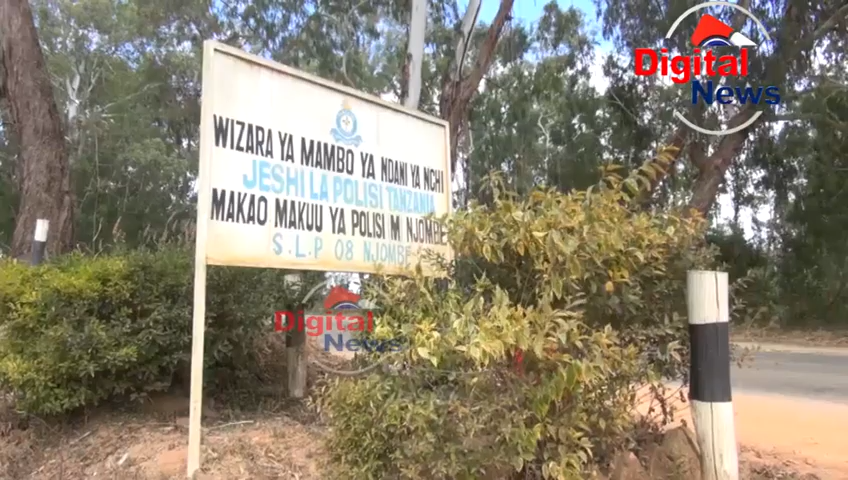 Digital
News
WIZARA YA MAMBO YA NDANI YA NCHI
JESHI LA POLISI TANZANIA
MAKAO MAKUU YA POLISI M NJOMBE
S.L.P 08 NJOMBE
Digital
News